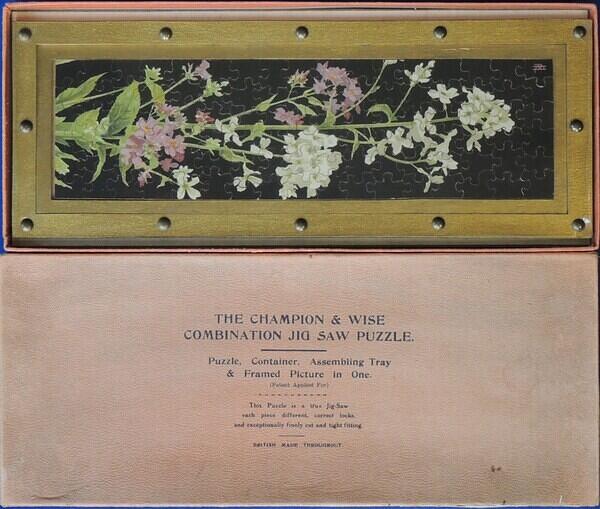 THE CHAMPION & WISE
COMBINATION JIG SAW PUZZLE.
Puzzle, Container, Assembling Tray
& Framed Picture in One.
(Patent Applied For)
This Puzzle is a true Jig-Saw
each piece different, correct locks,
and exceptionally finely cut and tight fitting.
BRITISH MADE THROUGHOUT.